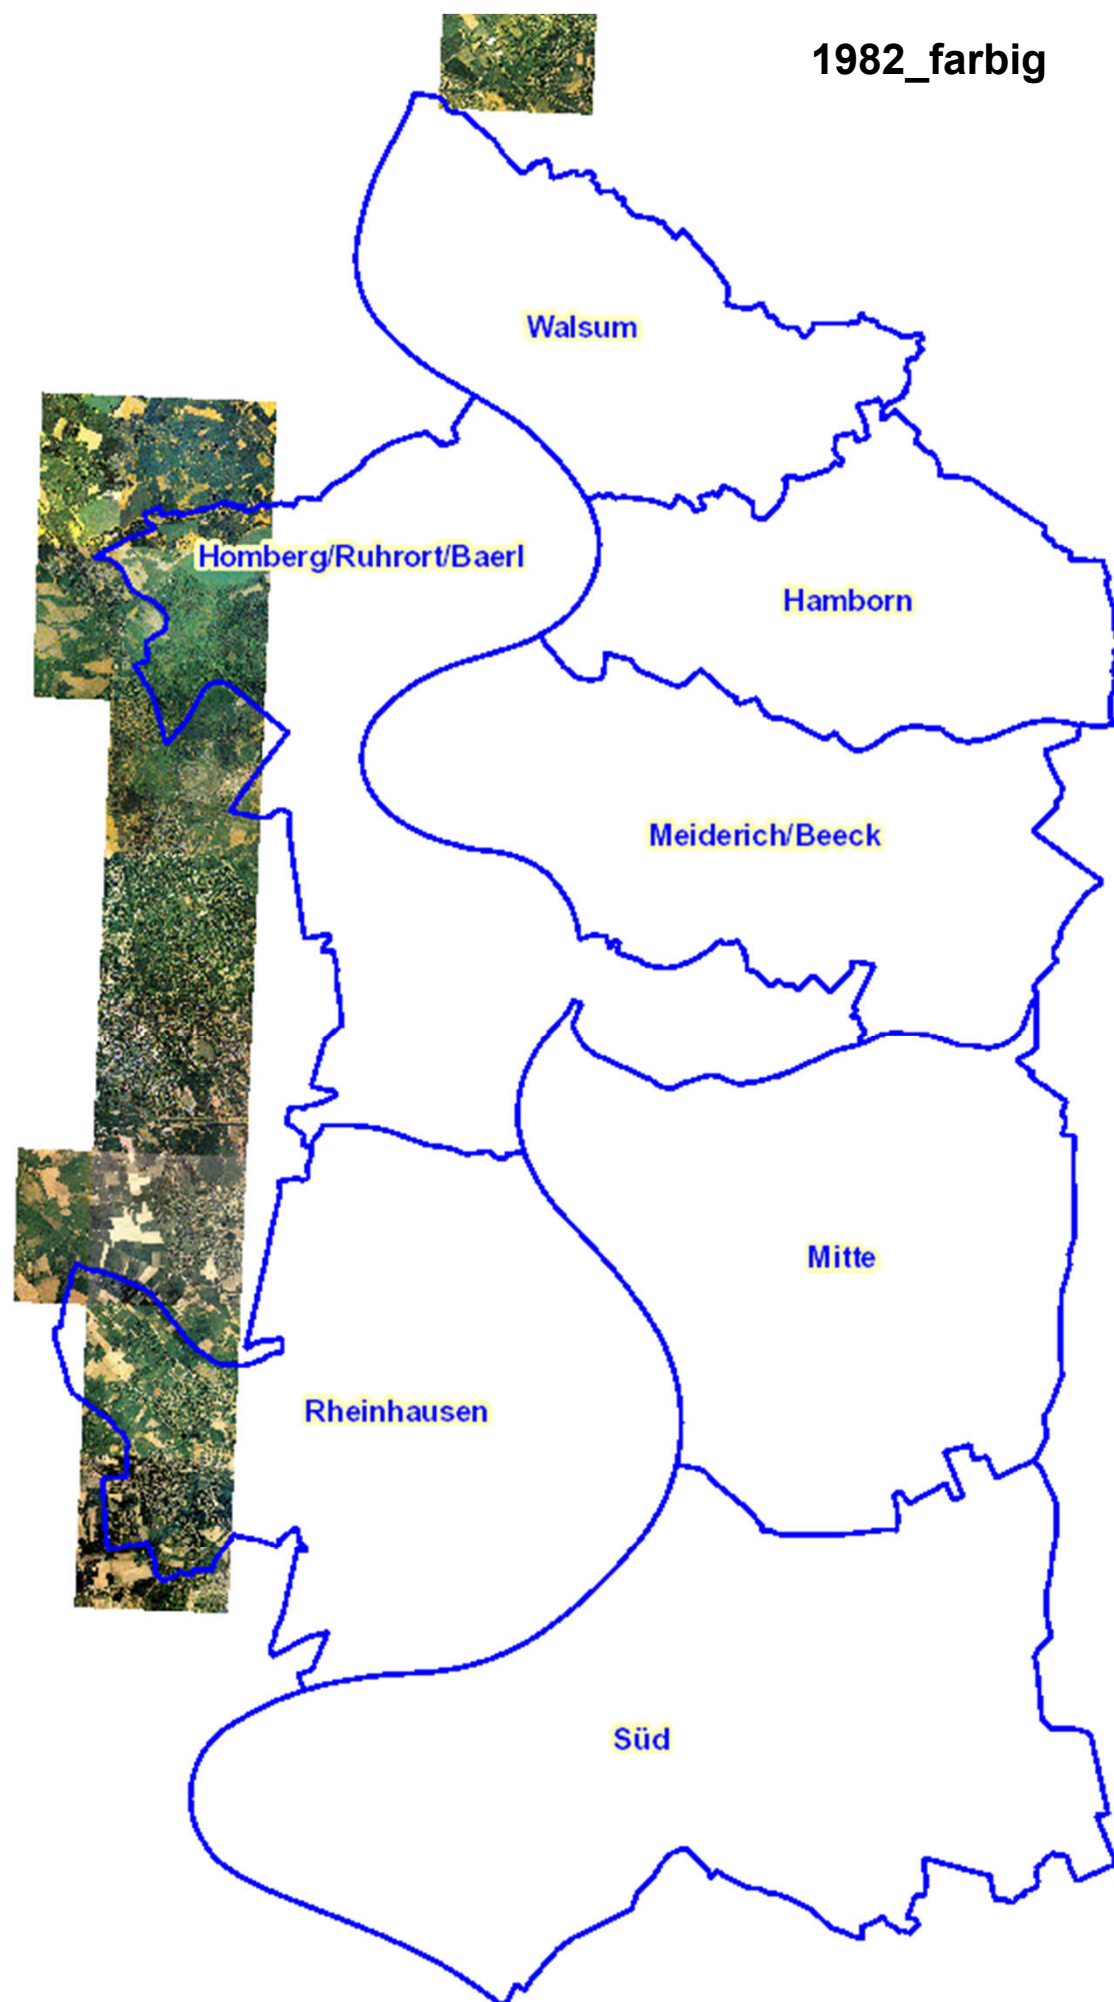 1982_farbig
Walsum
Homberg/Ruhrort/Baerl
Hamborn
Meiderich/Beeck
Mitte
Rheinhausen
Süd